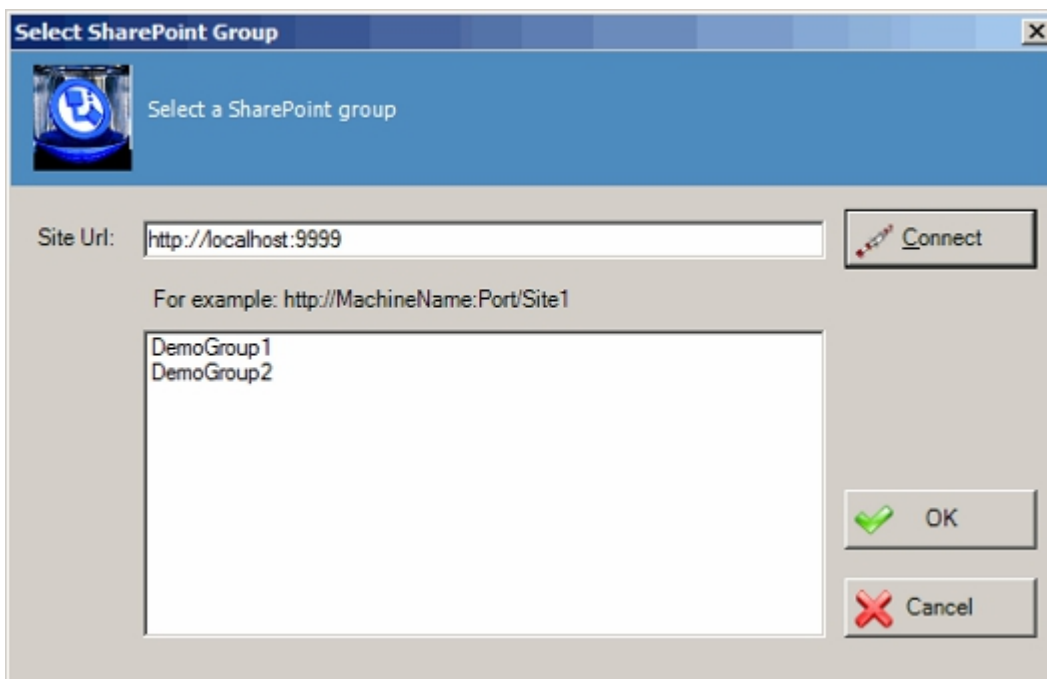 Select SharePoint Group
Select a SharePoint group
Site Url: http://localhost:9999 Connect
For example: http://MachineName:Port/Site1
DemoGroup1
DemoGroup2
OK
Cancel